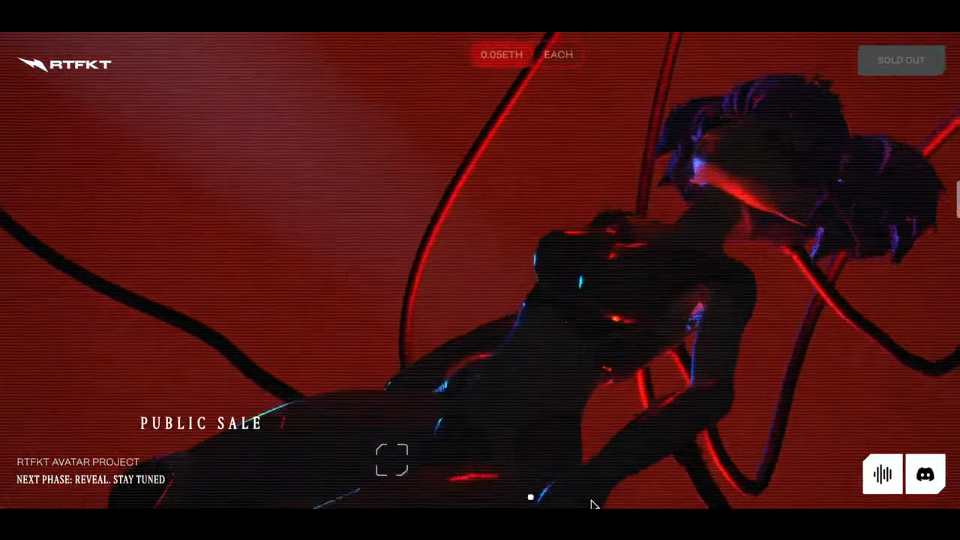 RTFKT
0.05ETH EACH
SOLD OUT
PUBLIC SALE
RTFKT AVATAR PROJECT
NEXT PHASE: REVEAL. STAY TUNED